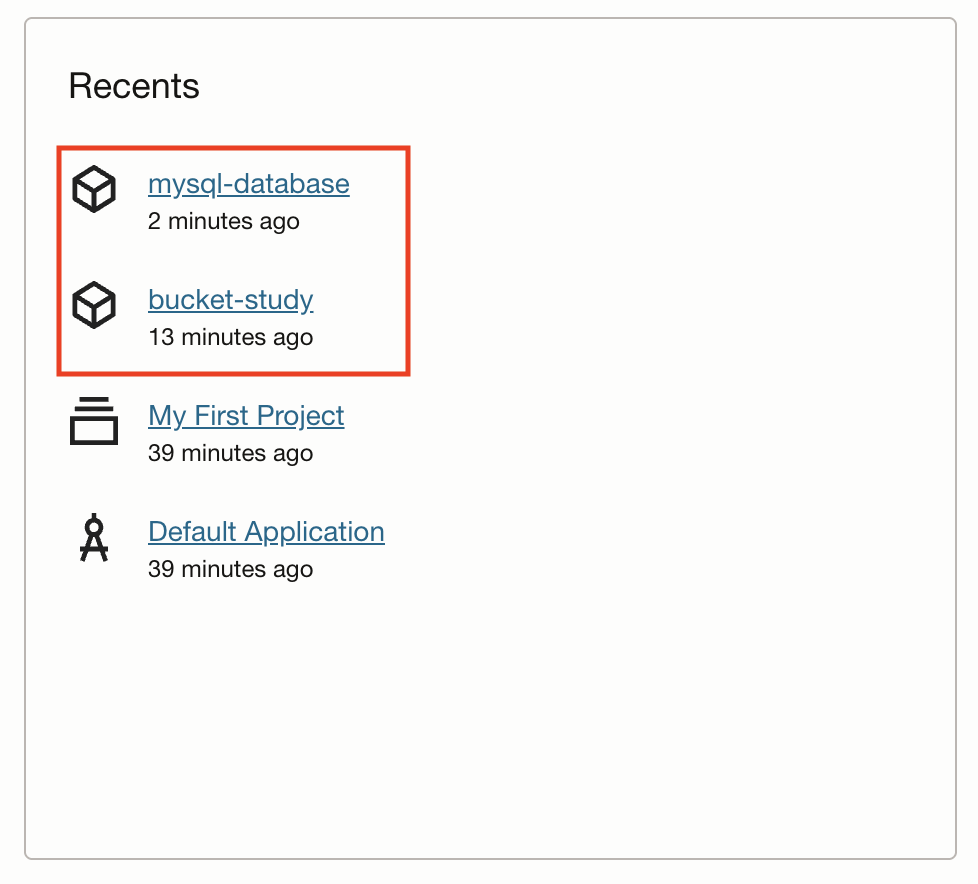 Recents
mysql-database
2 minutes ago
bucket-study
13 minutes ago
My First Project
39 minutes ago
Default Application
39 minutes ago